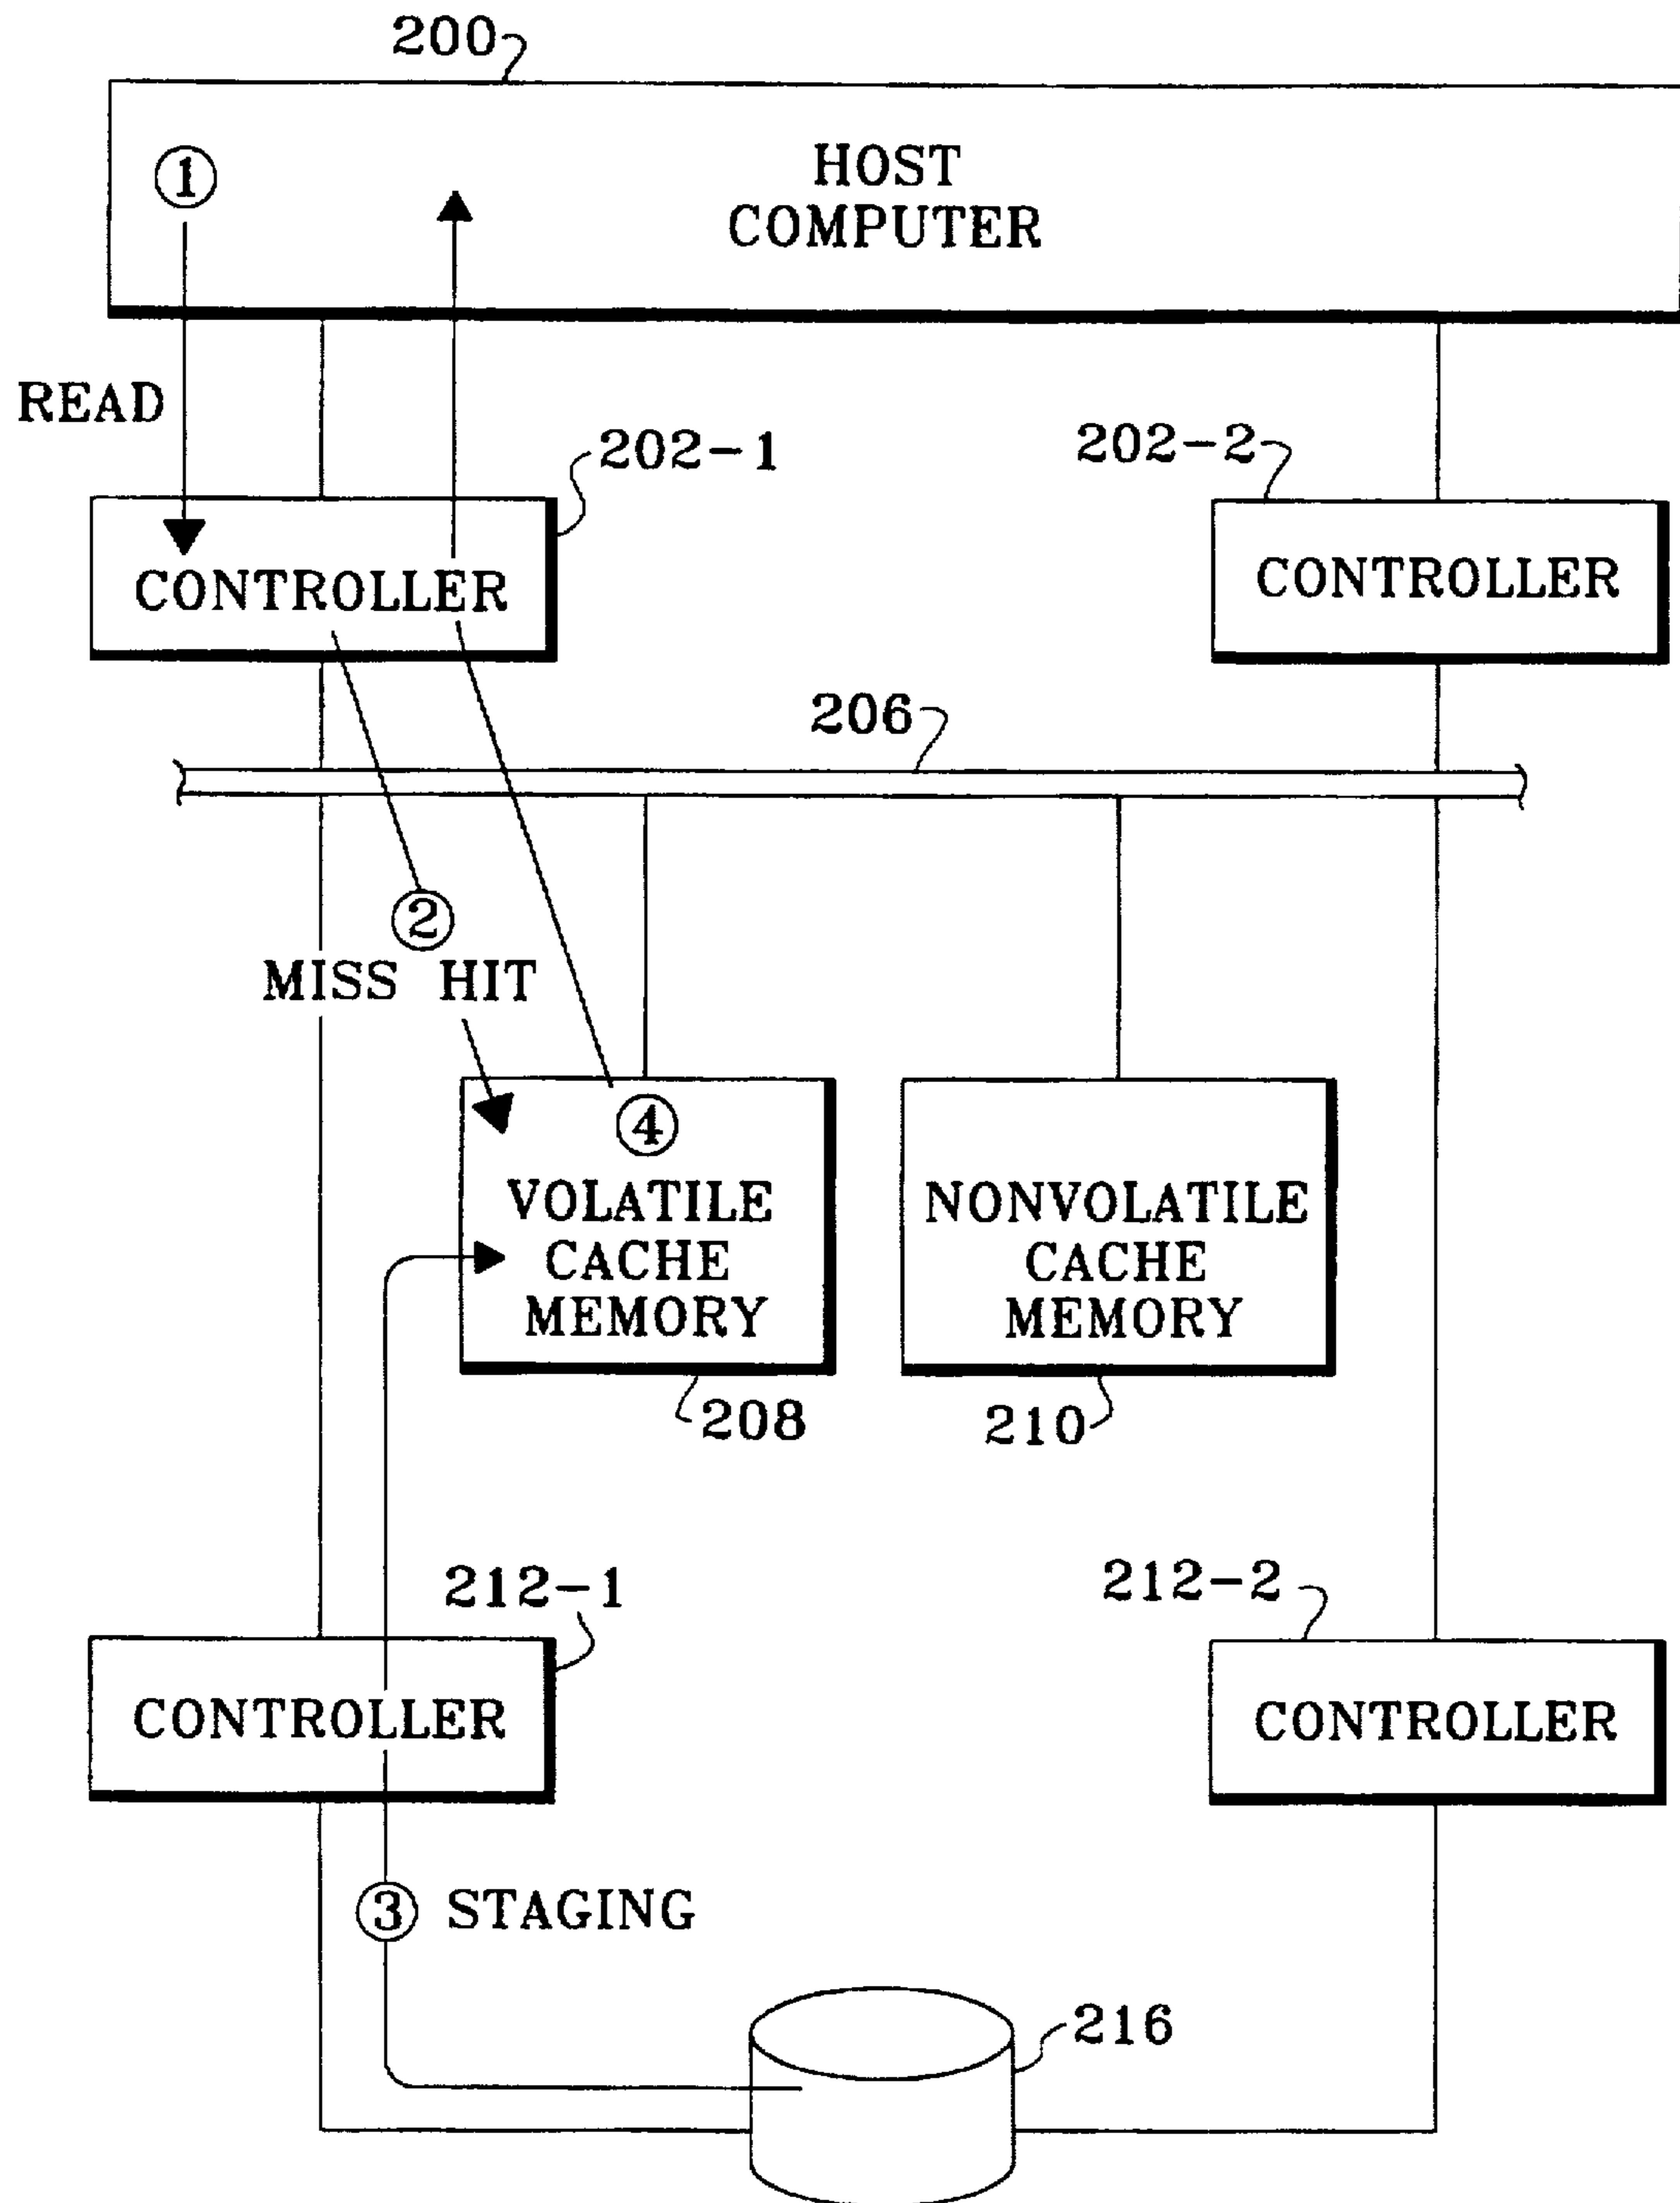 200
①
HOST
COMPUTER
READ
202-1
202-2
CONTROLLER
CONTROLLER
206
②
MISS HIT
④
VOLATILE
CACHE
MEMORY
NONVOLATILE
CACHE
MEMORY
208
210
212-1
212-2
CONTROLLER
CONTROLLER
③ STAGING
216